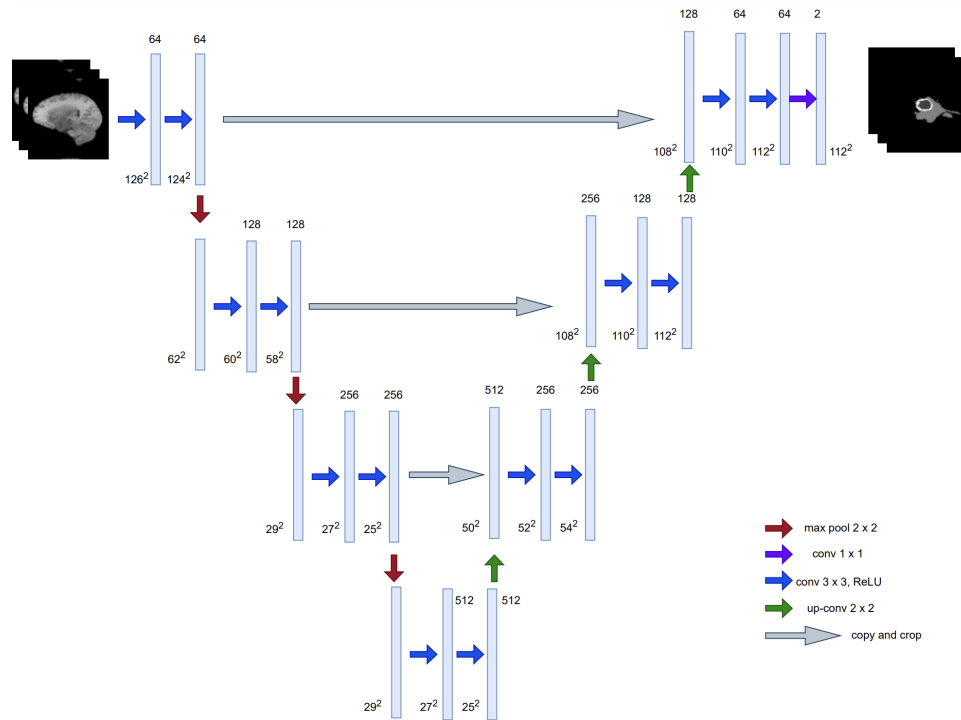 64 64
126² 124²
128 64 64 2
108² 110² 112² 112²
128 128
62² 60² 58²
256 128 128
108² 110² 112²
256 256
29² 27² 25²
512 256 256
50² 52² 54²
512 512
29² 27² 25²
max pool 2 x 2
conv 1 x 1
conv 3 x 3, ReLU
up-conv 2 x 2
copy and crop